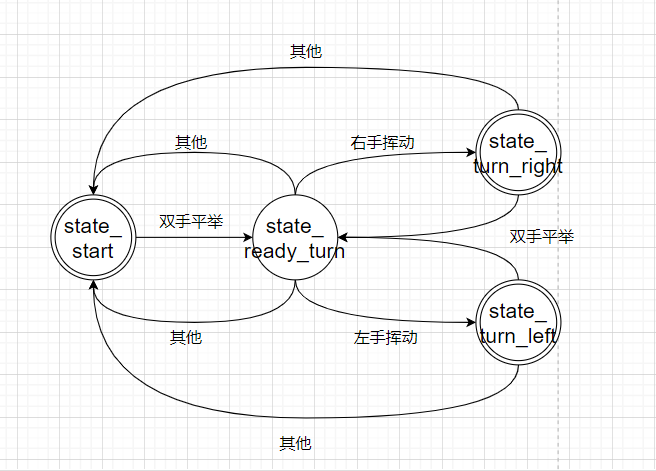 其他
其他
右手挥动
state_
turn_right
state_
start
双手平举
state_
ready_turn
双手平举
其他
左手挥动
state_
turn_left
其他